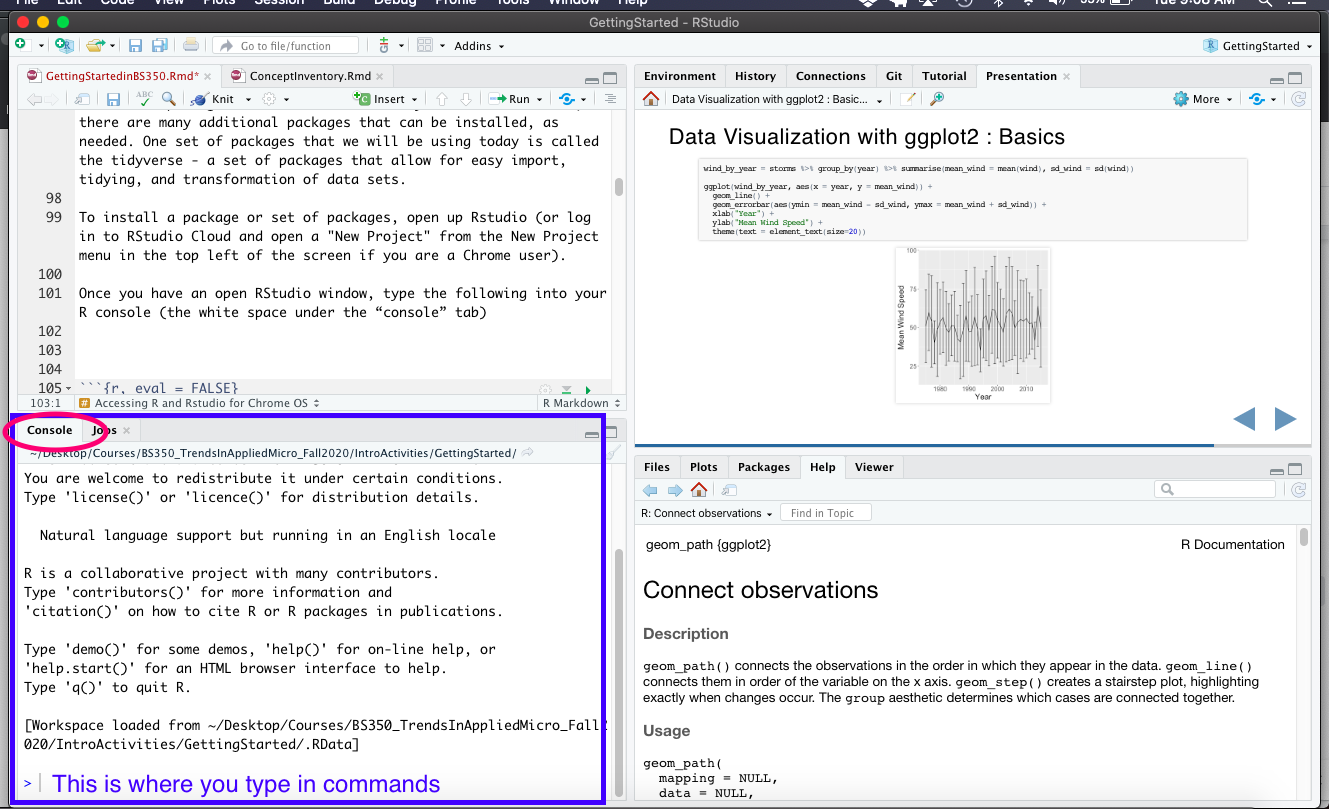 File Edit Code View Plots Session Build Debug Profile Tools Window Help 93% Tue 9:08 AM
GettingStarted - RStudio
Go to file/function Addins GettingStarted
GettingStartedinBS350.Rmd* ConceptInventory.Rmd
ABC Knit Insert Run
there are many additional packages that can be installed, as
needed. One set of packages that we will be using today is called
the tidyverse - a set of packages that allow for easy import,
tidying, and transformation of data sets.
98
99 To install a package or set of packages, open up Rstudio (or log
in to RStudio Cloud and open a "New Project" from the New Project
menu in the top left of the screen if you are a Chrome user).
100
101 Once you have an open RStudio window, type the following into your
R console (the white space under the “console” tab)
102
103
104
105 ```{r, eval = FALSE}
103:1 # Accessing R and Rstudio for Chrome OS R Markdown
Console Jobs
~/Desktop/Courses/BS350_TrendsInAppliedMicro_Fall2020/IntroActivities/GettingStarted/
You are welcome to redistribute it under certain conditions.
Type 'license()' or 'licence()' for distribution details.
Natural language support but running in an English locale
R is a collaborative project with many contributors.
Type 'contributors()' for more information and
'citation()' on how to cite R or R packages in publications.
Type 'demo()' for some demos, 'help()' for on-line help, or
'help.start()' for an HTML browser interface to help.
Type 'q()' to quit R.
[Workspace loaded from ~/Desktop/Courses/BS350_TrendsInAppliedMicro_Fall2
020/IntroActivities/GettingStarted/.RData]
> This is where you type in commands
Environment History Connections Git Tutorial Presentation
Data Visualization with ggplot2 : Basic... More
Data Visualization with ggplot2 : Basics
wind_by_year = storms %>% group_by(year) %>% summarise(mean_wind = mean(wind), sd_wind = sd(wind))
ggplot(wind_by_year, aes(x = year, y = mean_wind)) +
geom_line() +
geom_errorbar(aes(ymin = mean_wind - sd_wind, ymax = mean_wind + sd_wind)) +
xlab("Year") +
ylab("Mean Wind Speed") +
theme(text = element_text(size=20))
100
75
50
25
Mean Wind Speed
1980 1990 2000 2010
Year
Files Plots Packages Help Viewer
R: Connect observations Find in Topic
geom_path {ggplot2} R Documentation
Connect observations
Description
geom_path() connects the observations in the order in which they appear in the data. geom_line()
connects them in order of the variable on the x axis. geom_step() creates a stairstep plot, highlighting
exactly when changes occur. The group aesthetic determines which cases are connected together.
Usage
geom_path(
mapping = NULL,
data = NULL,